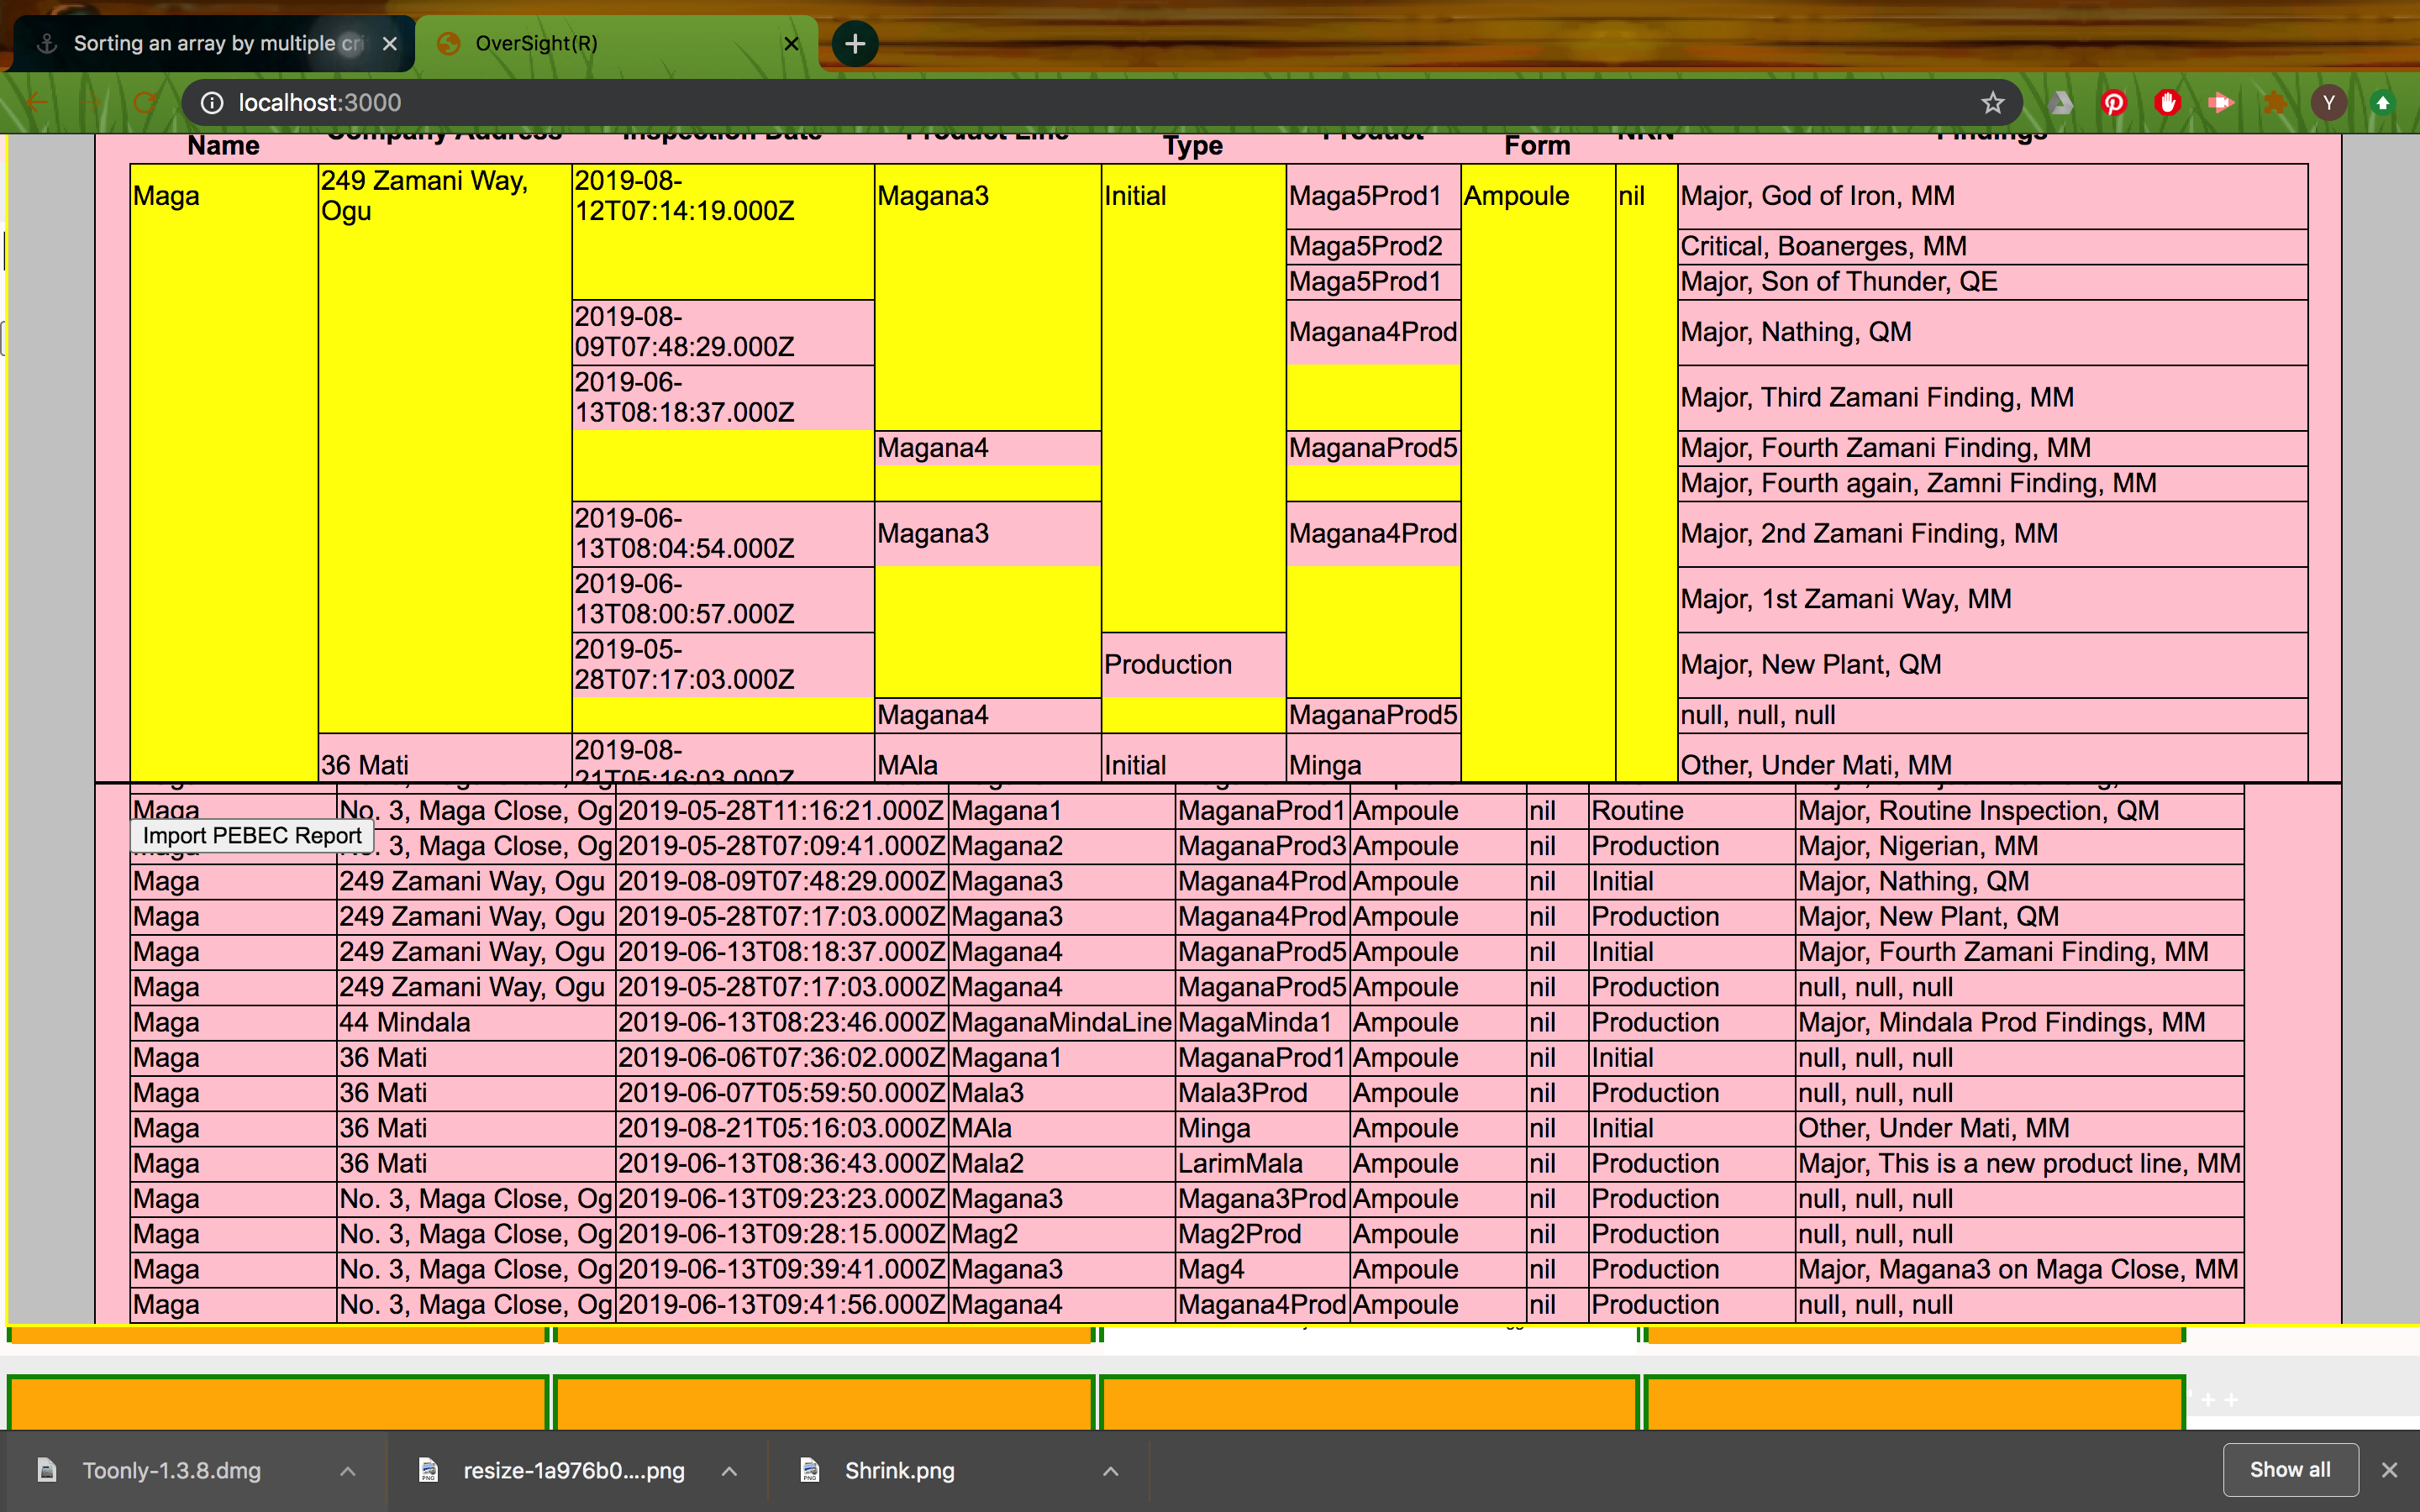 Sorting an array by multiple cri
OverSight(R)
localhost:3000
Name Company Address Inspection Date Product Line Type Product Form NRN Findings
Maga 249 Zamani Way, Ogu 2019-08-12T07:14:19.000Z Magana3 Initial Maga5Prod1 Ampoule nil Major, God of Iron, MM
Maga5Prod2 Critical, Boanerges, MM
Maga5Prod1 Major, Son of Thunder, QE
2019-08-09T07:48:29.000Z Magana4Prod Major, Nathing, QM
2019-06-13T08:18:37.000Z Major, Third Zamani Finding, MM
Magana4 MaganaProd5 Major, Fourth Zamani Finding, MM
Major, Fourth again, Zamni Finding, MM
2019-06-13T08:04:54.000Z Magana3 Magana4Prod Major, 2nd Zamani Finding, MM
2019-06-13T08:00:57.000Z Major, 1st Zamani Way, MM
2019-05-28T07:17:03.000Z Production Major, New Plant, QM
Magana4 MaganaProd5 null, null, null
36 Mati 2019-08-21T05:16:03.000Z MAla Initial Minga Other, Under Mati, MM
Maga No. 3, Maga Close, Og 2019-05-28T11:16:21.000Z Magana1 MaganaProd1 Ampoule nil Routine Major, Routine Inspection, QM
Import PEBEC Report
3, Maga Close, Og 2019-05-28T07:09:41.000Z Magana2 MaganaProd3 Ampoule nil Production Major, Nigerian, MM
Maga 249 Zamani Way, Ogu 2019-08-09T07:48:29.000Z Magana3 Magana4Prod Ampoule nil Initial Major, Nathing, QM
Maga 249 Zamani Way, Ogu 2019-05-28T07:17:03.000Z Magana3 Magana4Prod Ampoule nil Production Major, New Plant, QM
Maga 249 Zamani Way, Ogu 2019-06-13T08:18:37.000Z Magana4 MaganaProd5 Ampoule nil Initial Major, Fourth Zamani Finding, MM
Maga 249 Zamani Way, Ogu 2019-05-28T07:17:03.000Z Magana4 MaganaProd5 Ampoule nil Production null, null, null
Maga 44 Mindala 2019-06-13T08:23:46.000Z MaganaMindaLine MagaMinda1 Ampoule nil Production Major, Mindala Prod Findings, MM
Maga 36 Mati 2019-06-06T07:36:02.000Z Magana1 MaganaProd1 Ampoule nil Initial null, null, null
Maga 36 Mati 2019-06-07T05:59:50.000Z Mala3 Mala3Prod Ampoule nil Production null, null, null
Maga 36 Mati 2019-08-21T05:16:03.000Z MAla Minga Ampoule nil Initial Other, Under Mati, MM
Maga 36 Mati 2019-06-13T08:36:43.000Z Mala2 LarimMala Ampoule nil Production Major, This is a new product line, MM
Maga No. 3, Maga Close, Og 2019-06-13T09:23:23.000Z Magana3 Magana3Prod Ampoule nil Production null, null, null
Maga No. 3, Maga Close, Og 2019-06-13T09:28:15.000Z Mag2 Mag2Prod Ampoule nil Production null, null, null
Maga No. 3, Maga Close, Og 2019-06-13T09:39:41.000Z Magana3 Mag4 Ampoule nil Production Major, Magana3 on Maga Close, MM
Maga No. 3, Maga Close, Og 2019-06-13T09:41:56.000Z Magana4 Magana4Prod Ampoule nil Production null, null, null
+ +
Toonly-1.3.8.dmg resize-1a976b0....png Shrink.png Show all